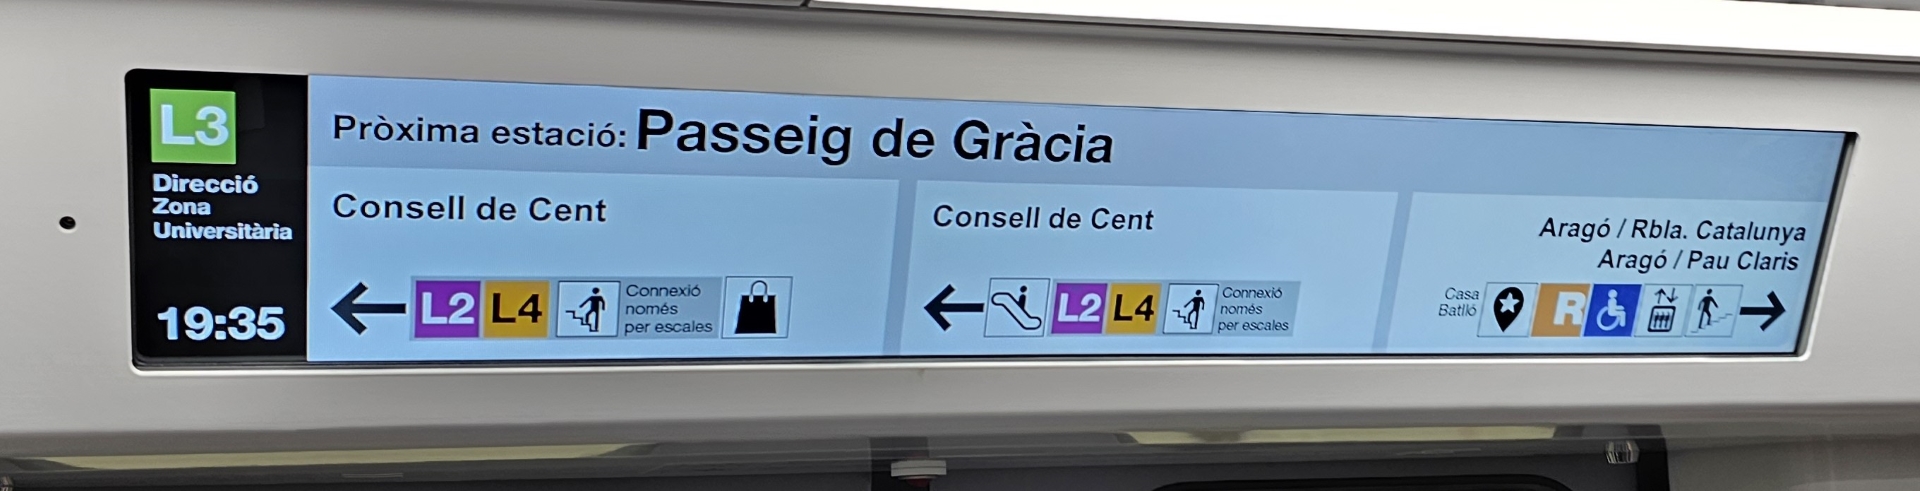 L3
Direcció
Zona
Universitària
19:35
Pròxima estació: Passeig de Gràcia
Consell de Cent
L2 L4 Connexió
només
per escales
Consell de Cent
L2 L4 Connexió
només
per escales
Aragó / Rbla. Catalunya
Aragó / Pau Claris
Casa
Batlló
R